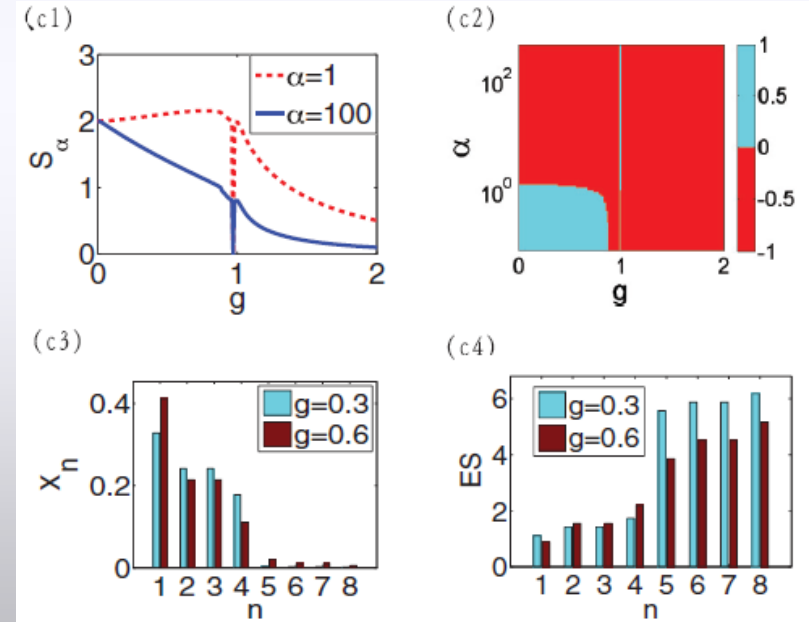 (c1)
3
2
1
0
S_α
α=1
α=100
0
1
2
g
(c2)
10²
10⁰
α
0
1
2
g
1
0.5
0
-0.5
-1
(c3)
0.4
0.2
0
x_n
g=0.3
g=0.6
1 2 3 4 5 6 7 8
n
(c4)
6
4
2
0
ES
g=0.3
g=0.6
1 2 3 4 5 6 7 8
n